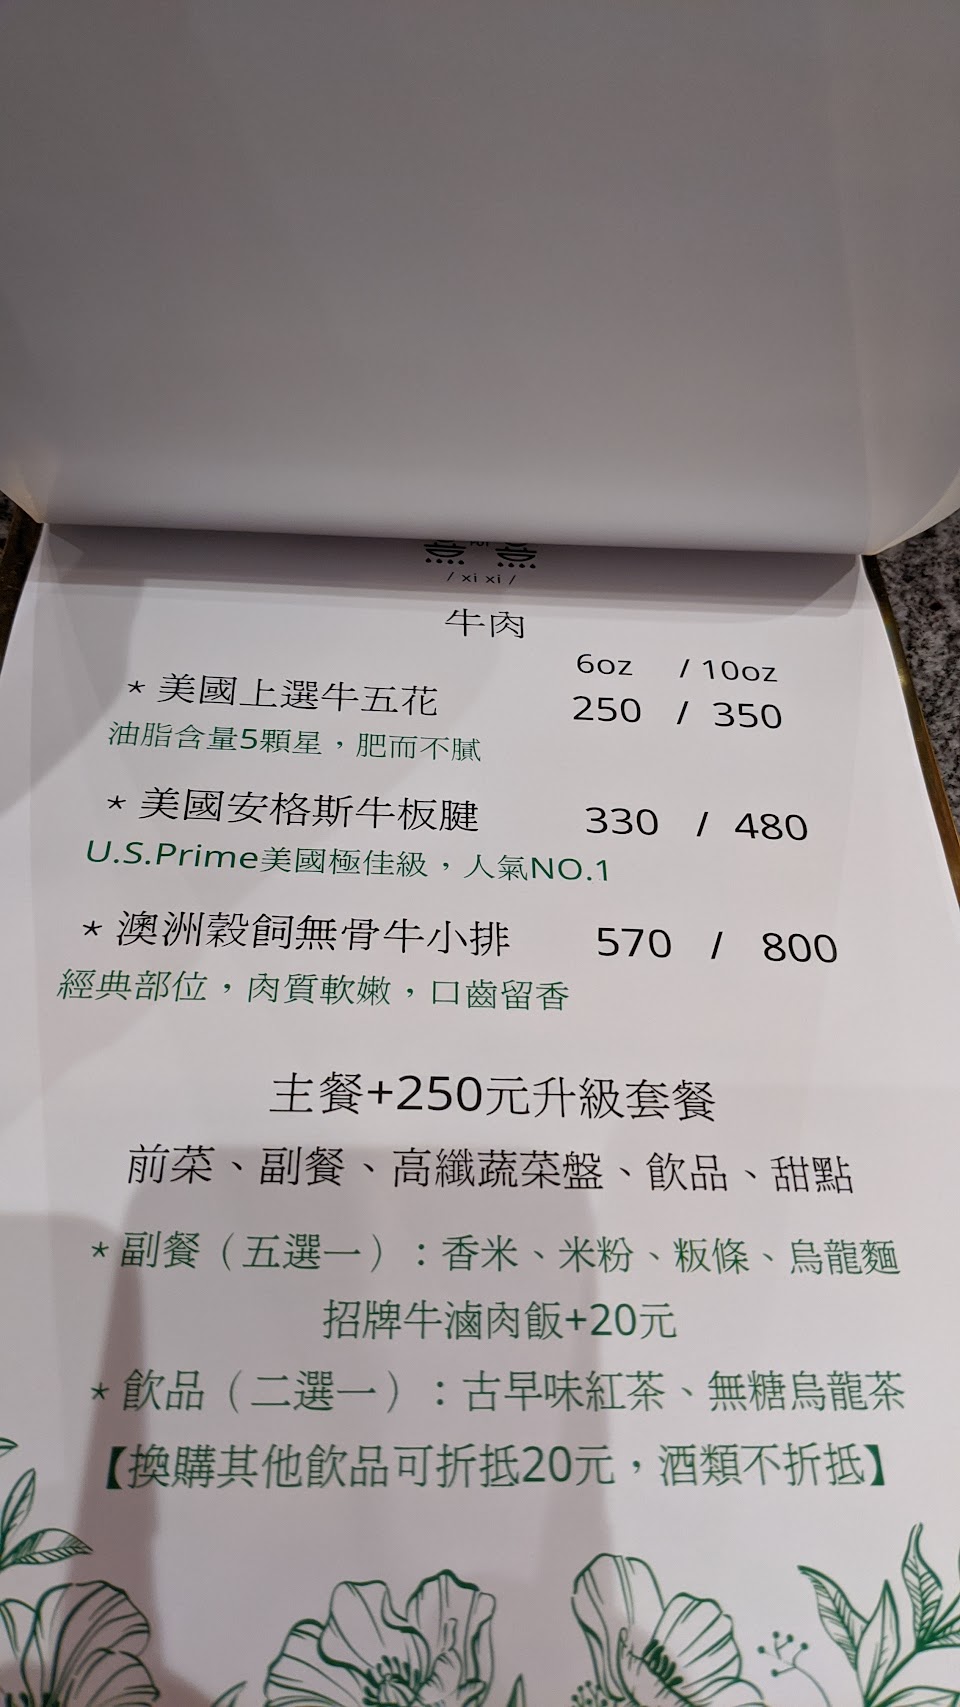 / xi xi /
牛肉
6oz / 10oz
* 美國上選牛五花 250 / 350
油脂含量5顆星，肥而不膩
* 美國安格斯牛板腱 330 / 480
U.S.Prime美國極佳級，人氣NO.1
* 澳洲穀飼無骨牛小排 570 / 800
經典部位，肉質軟嫩，口齒留香
主餐+250元升級套餐
前菜、副餐、高纖蔬菜盤、飲品、甜點
* 副餐（五選一）：香米、米粉、粄條、烏龍麵
招牌牛滷肉飯+20元
* 飲品（二選一）：古早味紅茶、無糖烏龍茶
【換購其他飲品可折抵20元，酒類不折抵】